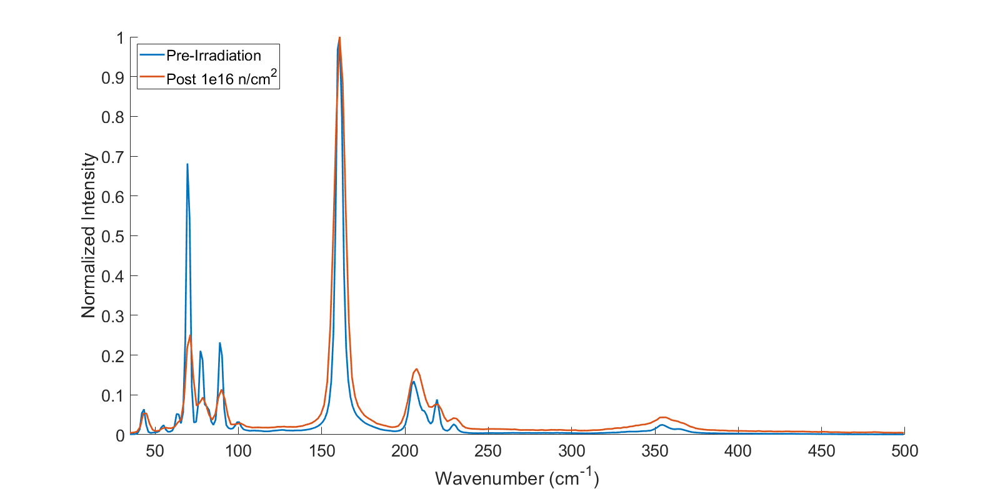 Pre-Irradiation
Post 1e16 n/cm²
Normalized Intensity
1
0.9
0.8
0.7
0.6
0.5
0.4
0.3
0.2
0.1
0
50 100 150 200 250 300 350 400 450 500
Wavenumber (cm⁻¹)